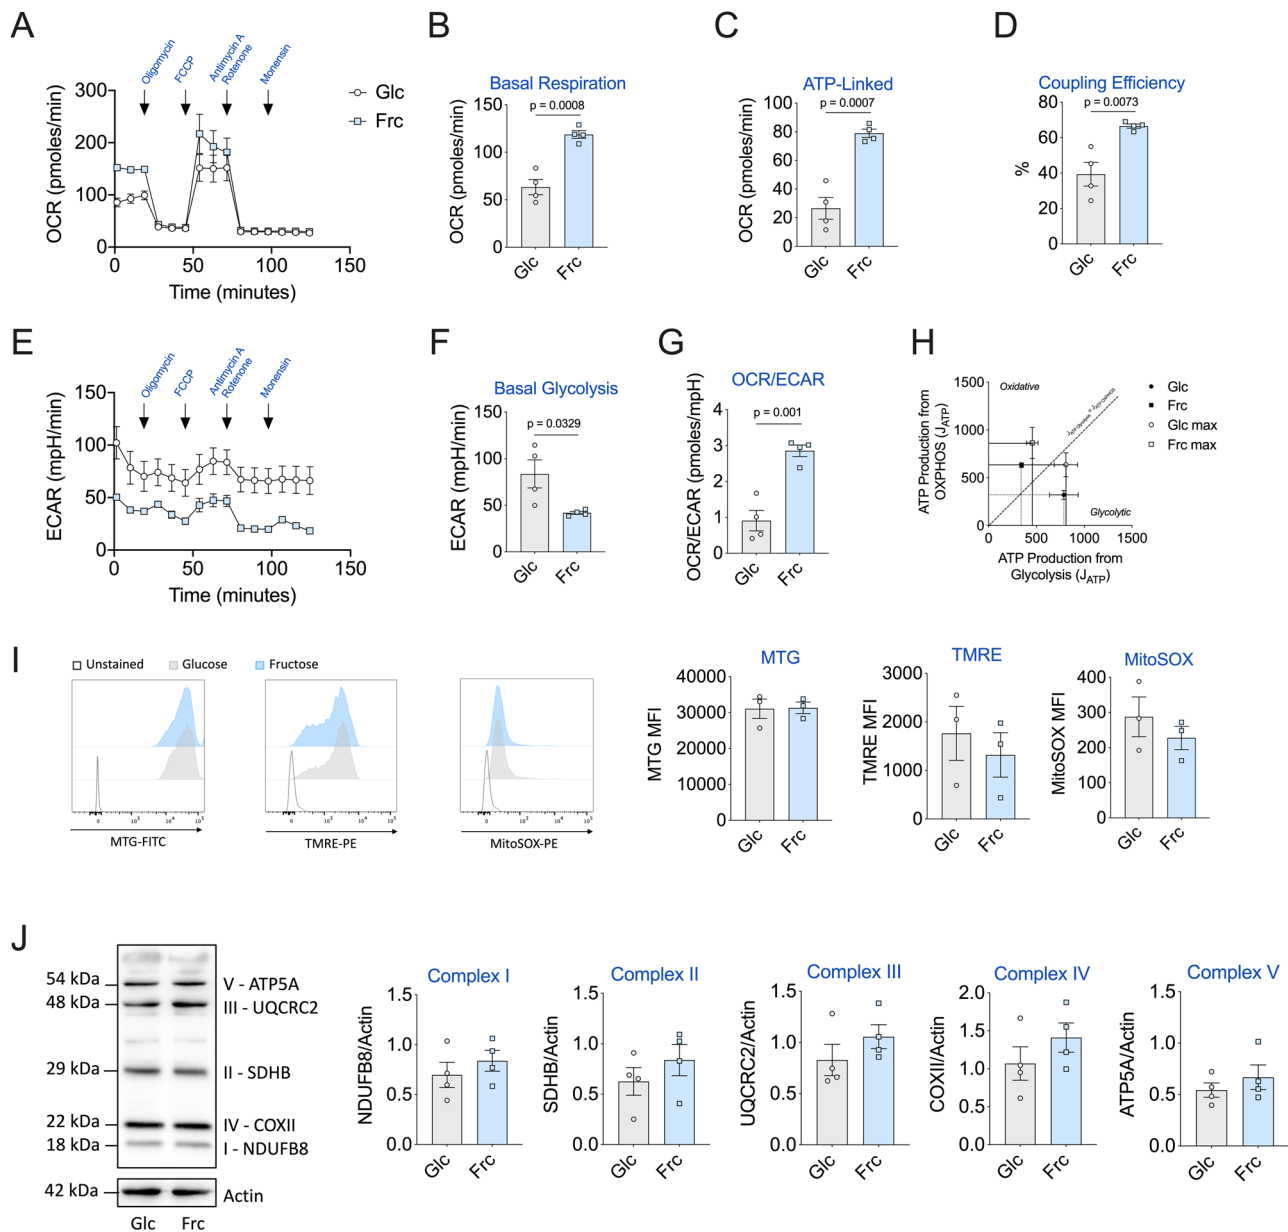 A
Oligomycin
FCCP
Antimycin A
Rotenone
Monensin
Glc
Frc
300
200
100
0
OCR (pmoles/min)
0 50 100 150
Time (minutes)
B
Basal Respiration
p = 0.0008
150
100
50
0
OCR (pmoles/min)
Glc Frc
C
ATP-Linked
p = 0.0007
100
80
60
40
20
0
OCR (pmoles/min)
Glc Frc
D
Coupling Efficiency
p = 0.0073
80
60
40
20
0
%
Glc Frc
E
Oligomycin
FCCP
Antimycin A
Rotenone
Monensin
150
100
50
0
ECAR (mpH/min)
0 50 100 150
Time (minutes)
F
Basal Glycolysis
p = 0.0329
150
100
50
0
ECAR (mpH/min)
Glc Frc
G
OCR/ECAR
p = 0.001
4
3
2
1
0
OCR/ECAR (pmoles/mpH)
Glc Frc
H
1500
1000
500
0
Oxidative
Glycolytic
ATP Production from
OXPHOS (JATP)
0 500 1000 1500
ATP Production from
Glycolysis (JATP)
Glc
Frc
Glc max
Frc max
I
Unstained Glucose Fructose
0 10³ 10⁴ 10⁵
MTG-FITC
0 10³ 10⁴ 10⁵
TMRE-PE
0 10³ 10⁴ 10⁵
MitoSOX-PE
MTG
40000
30000
20000
10000
0
MTG MFI
Glc Frc
TMRE
3000
2000
1000
0
TMRE MFI
Glc Frc
MitoSOX
400
300
200
100
0
MitoSOX MFI
Glc Frc
J
54 kDa
48 kDa
29 kDa
22 kDa
18 kDa
42 kDa
V - ATP5A
III - UQCRC2
II - SDHB
IV - COXII
I - NDUFB8
Actin
Glc Frc
Complex I
1.5
1.0
0.5
0.0
NDUFB8/Actin
Glc Frc
Complex II
1.5
1.0
0.5
0.0
SDHB/Actin
Glc Frc
Complex III
1.5
1.0
0.5
0.0
UQCRC2/Actin
Glc Frc
Complex IV
2.0
1.5
1.0
0.5
0.0
COXII/Actin
Glc Frc
Complex V
1.5
1.0
0.5
0.0
ATP5A/Actin
Glc Frc